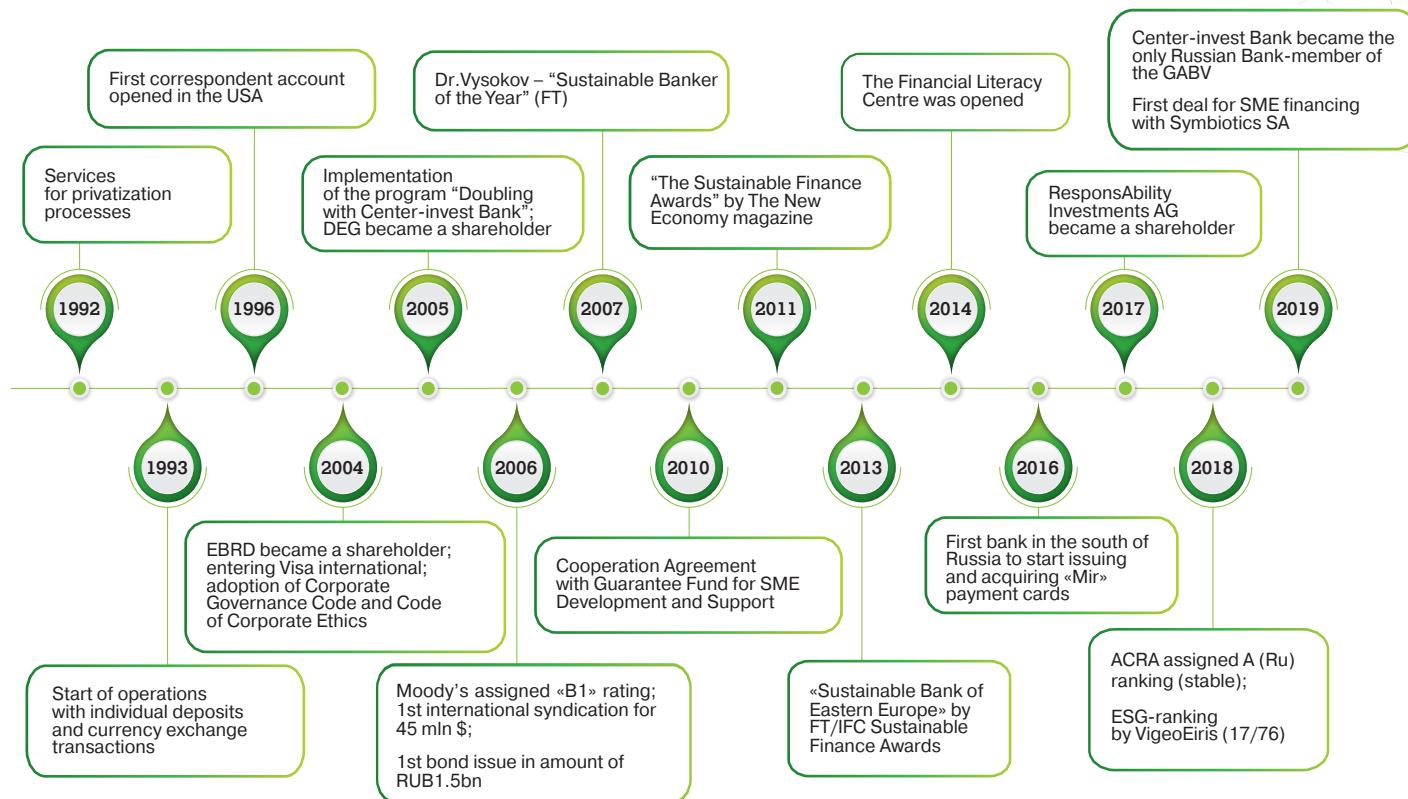 First correspondent account
opened in the USA
Dr.Vysokov – “Sustainable Banker
of the Year” (FT)
The Financial Literacy
Centre was opened
Center-invest Bank became the
only Russian Bank-member of
the GABV
First deal for SME financing
with Symbiotics SA
Services
for privatization
processes
Implementation
of the program “Doubling
with Center-invest Bank”;
DEG became a shareholder
“The Sustainable Finance
Awards” by The New
Economy magazine
ResponsAbility
Investments AG
became a shareholder
1992
1996
2005
2007
2011
2014
2017
2019
1993
2004
2006
2010
2013
2016
2018
EBRD became a shareholder;
entering Visa international;
adoption of Corporate
Governance Code and Code
of Corporate Ethics
Cooperation Agreement
with Guarantee Fund for SME
Development and Support
First bank in the south of
Russia to start issuing
and acquiring «Mir»
payment cards
Start of operations
with individual deposits
and currency exchange
transactions
Moody’s assigned «B1» rating;
1st international syndication for
45 mln $;
1st bond issue in amount of
RUB1.5bn
«Sustainable Bank of
Eastern Europe» by
FT/IFC Sustainable
Finance Awards
ACRA assigned A (Ru)
ranking (stable);
ESG-ranking
by VigeoEiris (17/76)